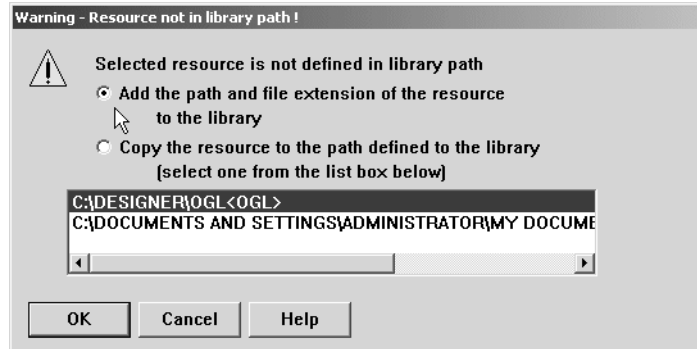 Warning - Resource not in library path !
Selected resource is not defined in library path
Add the path and file extension of the resource
to the library
Copy the resource to the path defined to the library
(select one from the list box below)
C:\DESIGNER\OGL<OGL>
C:\DOCUMENTS AND SETTINGS\ADMINISTRATOR\MY DOCUME
OK Cancel Help